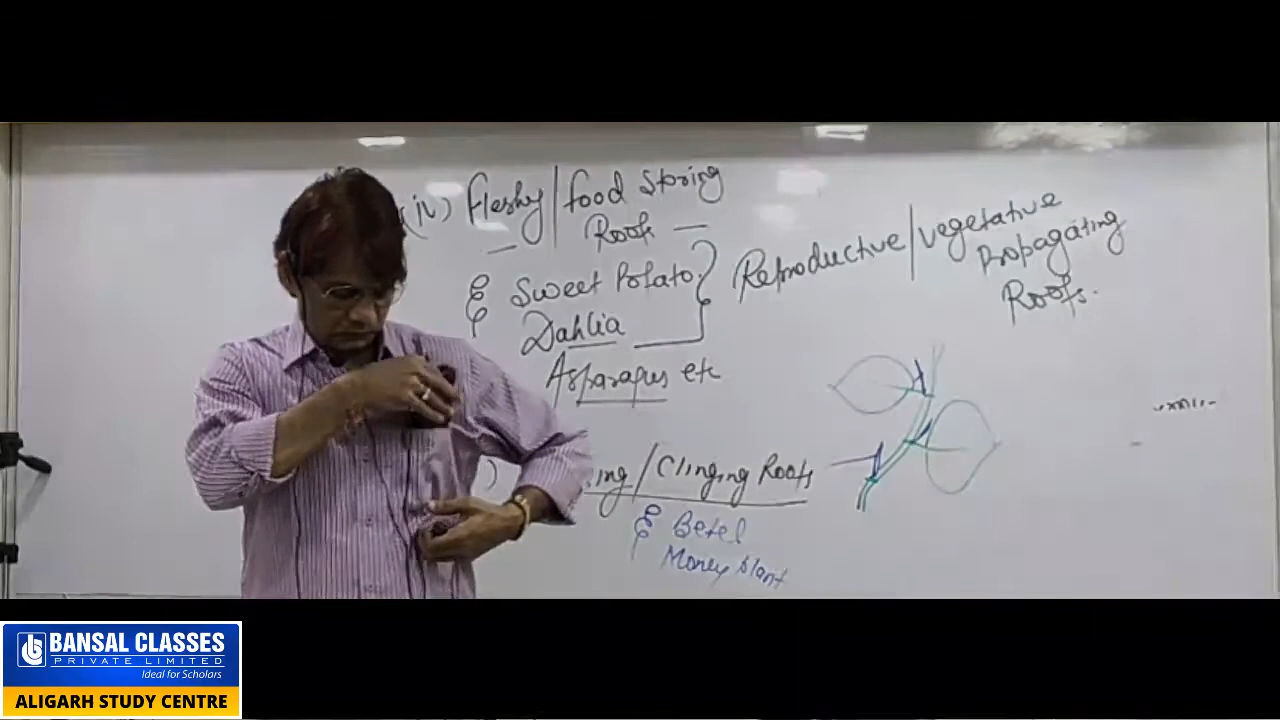 (iv) Fleshy/food Storing
Roots
Sweet Potato
Reproductive/vegetative
Propagating
Roots.
Dahlia
Asparagus etc
) ing/Clinging Roots
Betel
Money plant
BANSAL CLASSES
PRIVATE LIMITED
Ideal for Scholars
ALIGARH STUDY CENTRE